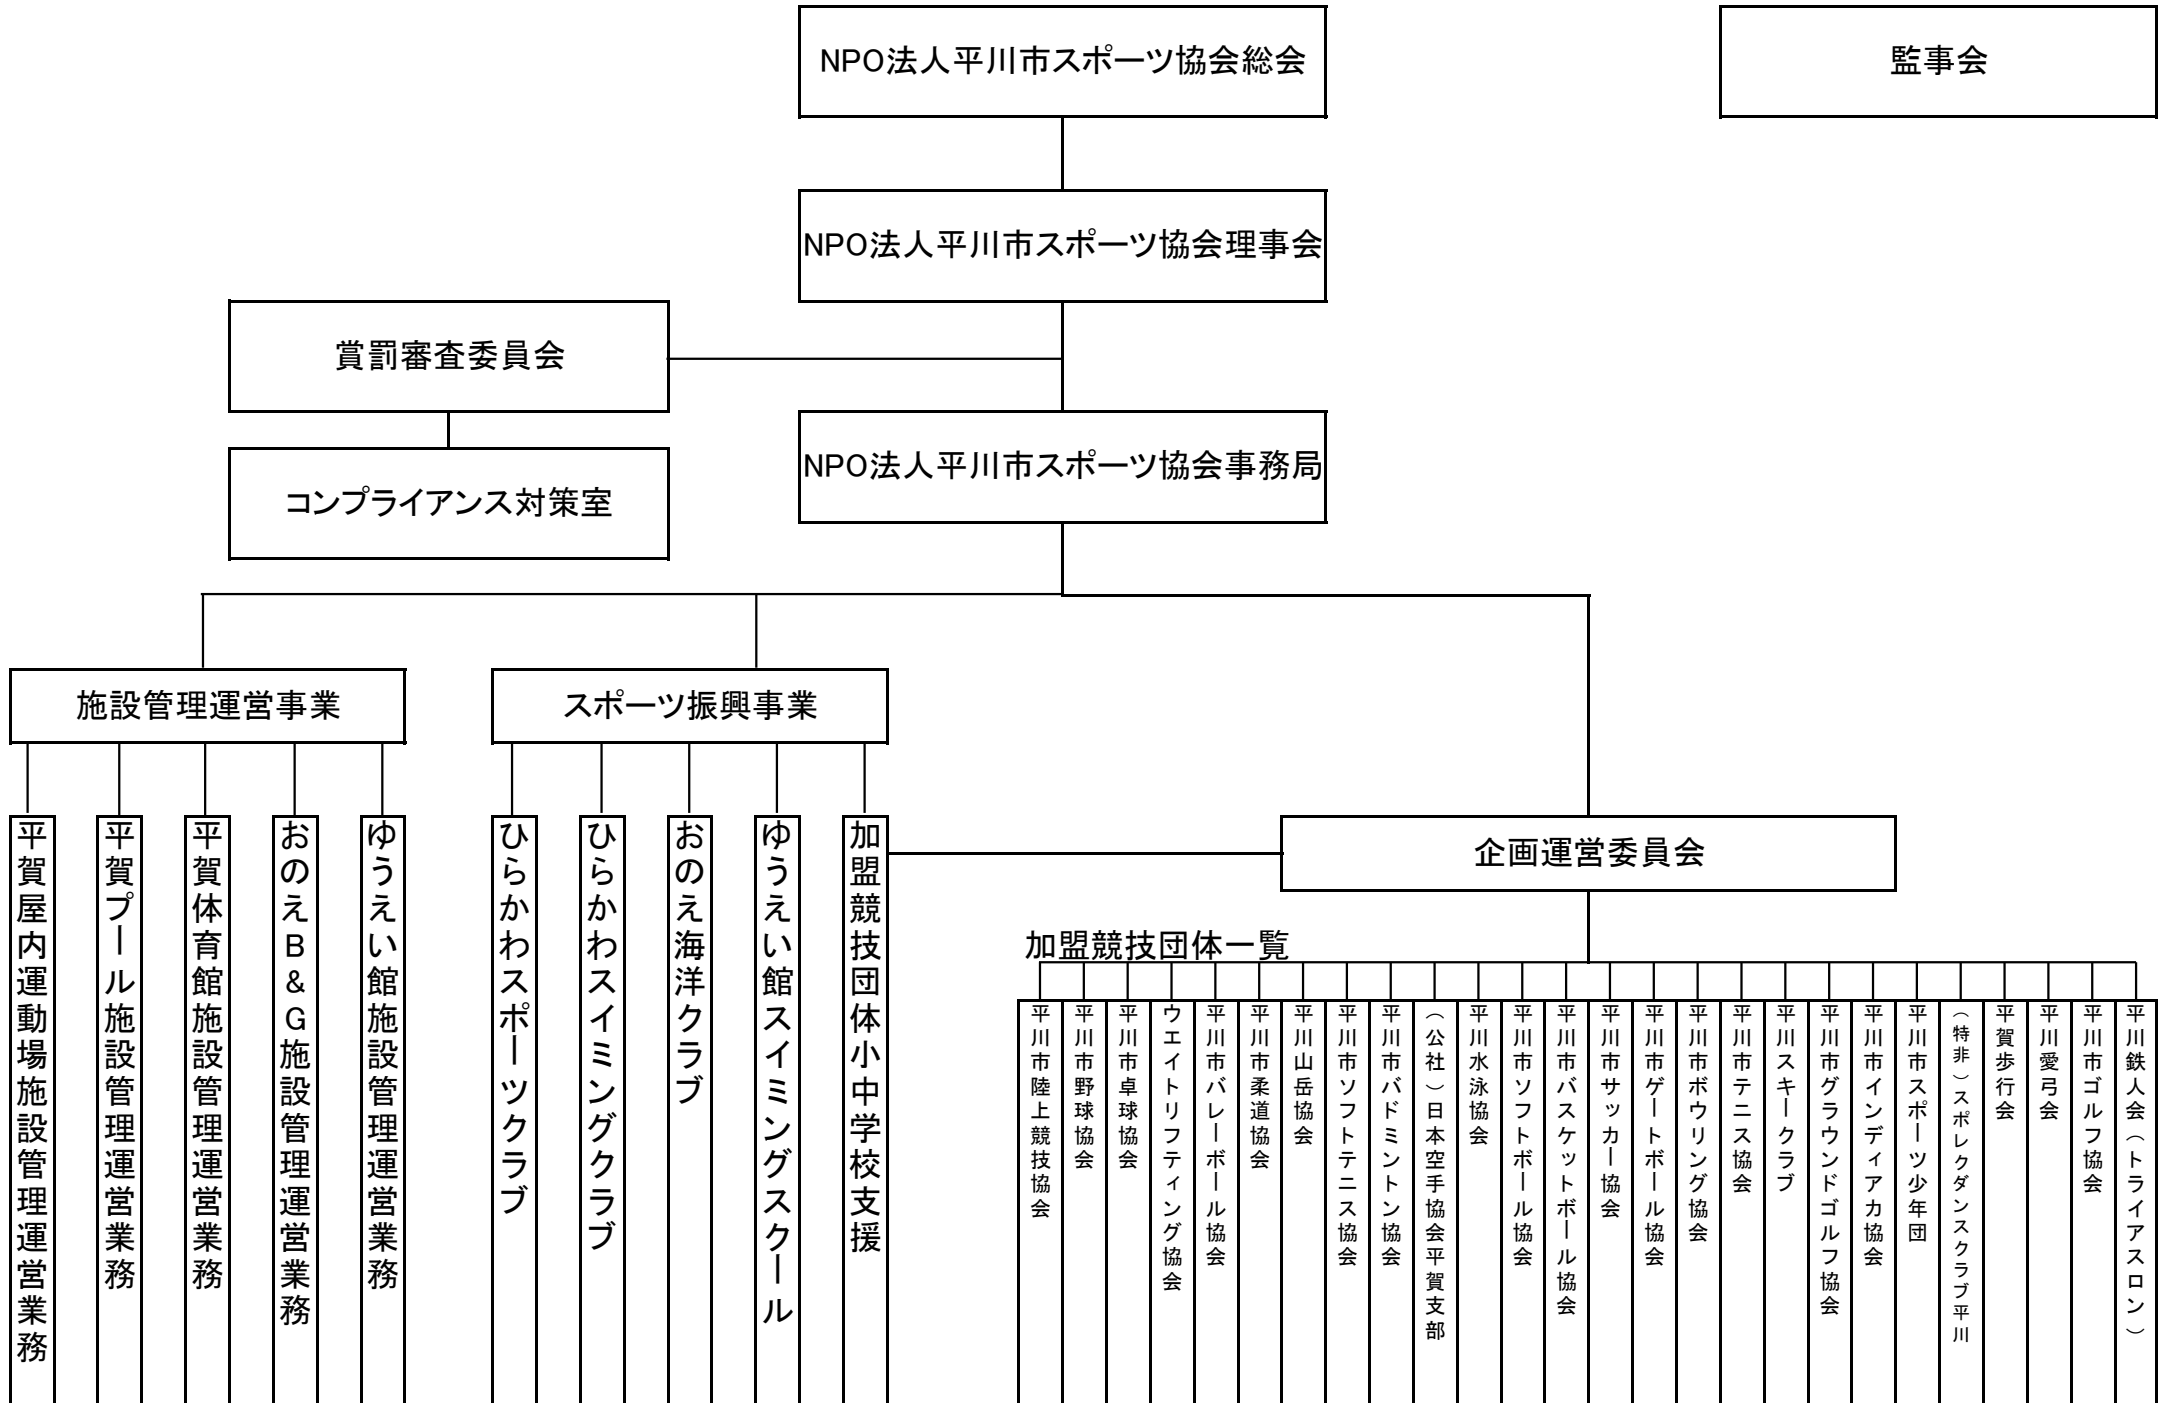 NPO法人平川市スポーツ協会総会
監事会
NPO法人平川市スポーツ協会理事会
賞罰審査委員会
NPO法人平川市スポーツ協会事務局
コンプライアンス対策室
施設管理運営事業
スポーツ振興事業
平賀屋内運動場施設管理運営業務
平賀プール施設管理運営業務
平賀体育館施設管理運営業務
おのえB&G施設管理運営業務
ゆうえい館施設管理運営業務
ひらかわスポーツクラブ
ひらかわスイミングクラブ
おのえ海洋クラブ
ゆうえい館スイミングスクール
加盟競技団体小中学校支援
企画運営委員会
加盟競技団体一覧
平川市陸上競技協会
平川市野球協会
平川市卓球協会
ウエイトリフティング協会
平川市バレーボール協会
平川市柔道協会
平川山岳協会
平川市ソフトテニス協会
平川市バドミントン協会
（公社）日本空手協会平賀支部
平川水泳協会
平川市ソフトボール協会
平川市バスケットボール協会
平川市サッカー協会
平川市ゲートボール協会
平川市ボウリング協会
平川市テニス協会
平川スキークラブ
平川市グラウンドゴルフ協会
平川市インディアカ協会
平川市スポーツ少年団
（特非）スポレクダンスクラブ平川
平賀歩行会
平川愛弓会
平川市ゴルフ協会
平川鉄人会（トライアスロン）